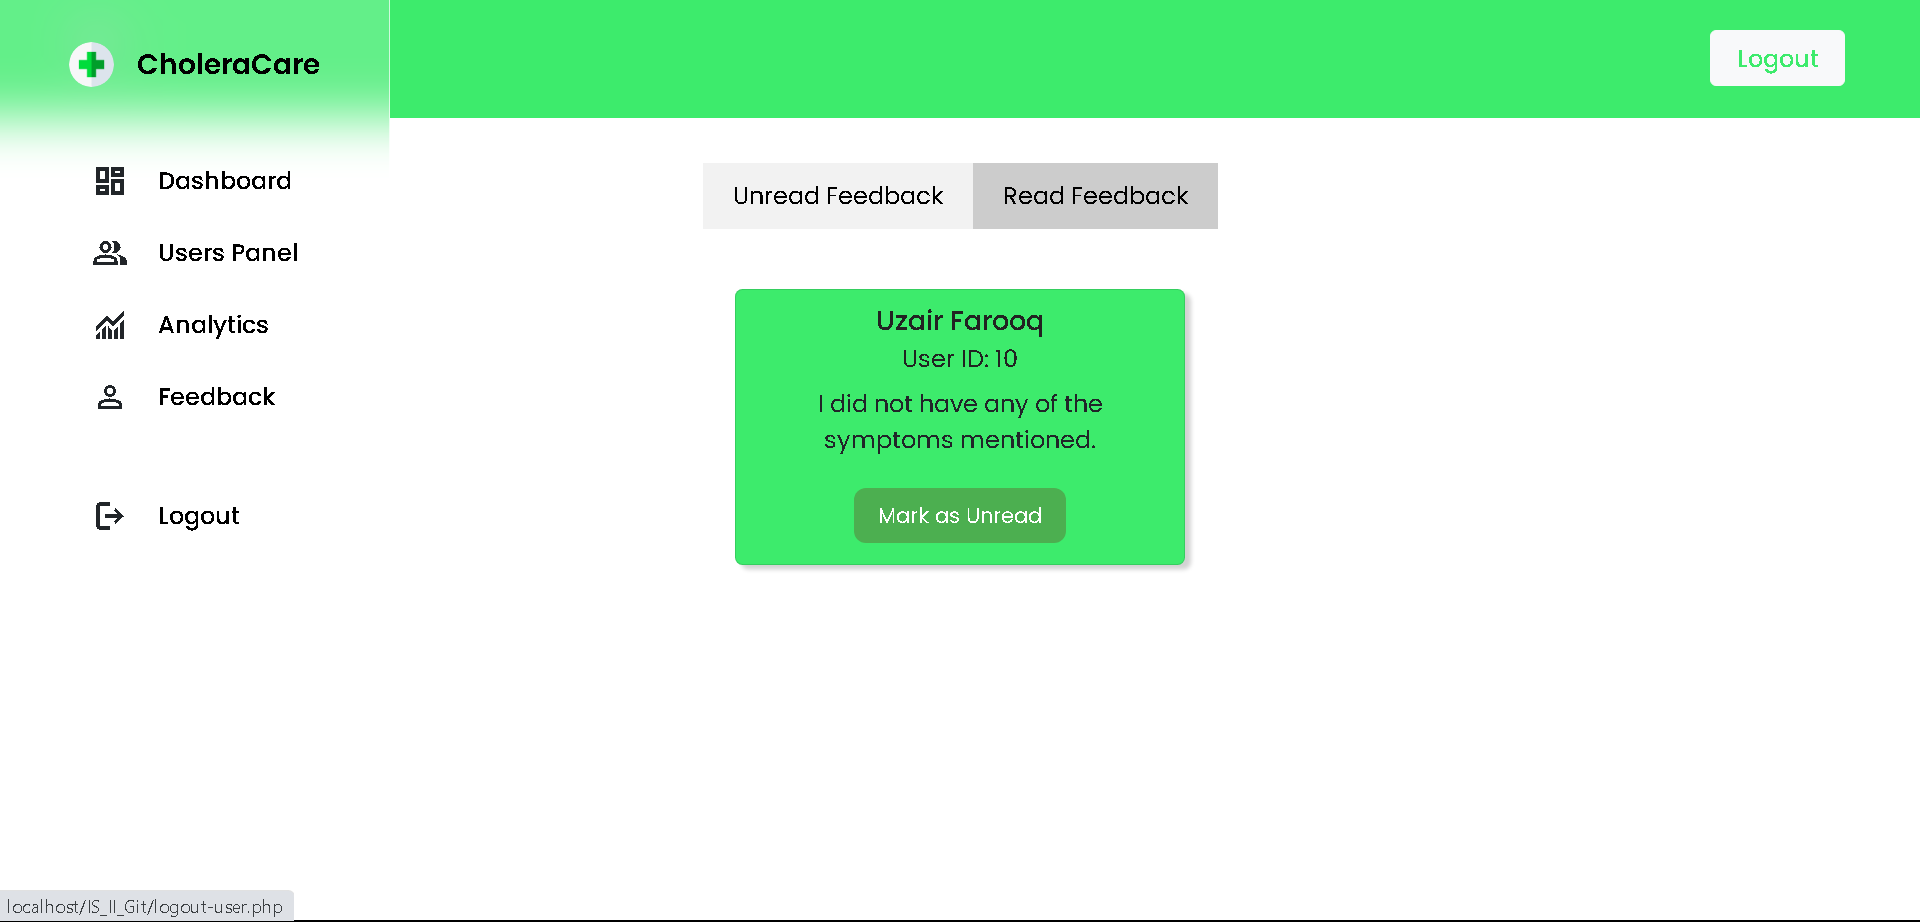 CholeraCare
Logout
Dashboard
Users Panel
Analytics
Feedback
Logout
Unread Feedback
Read Feedback
Uzair Farooq
User ID: 10
I did not have any of the
symptoms mentioned.
Mark as Unread
localhost/IS_II_Git/logout-user.php